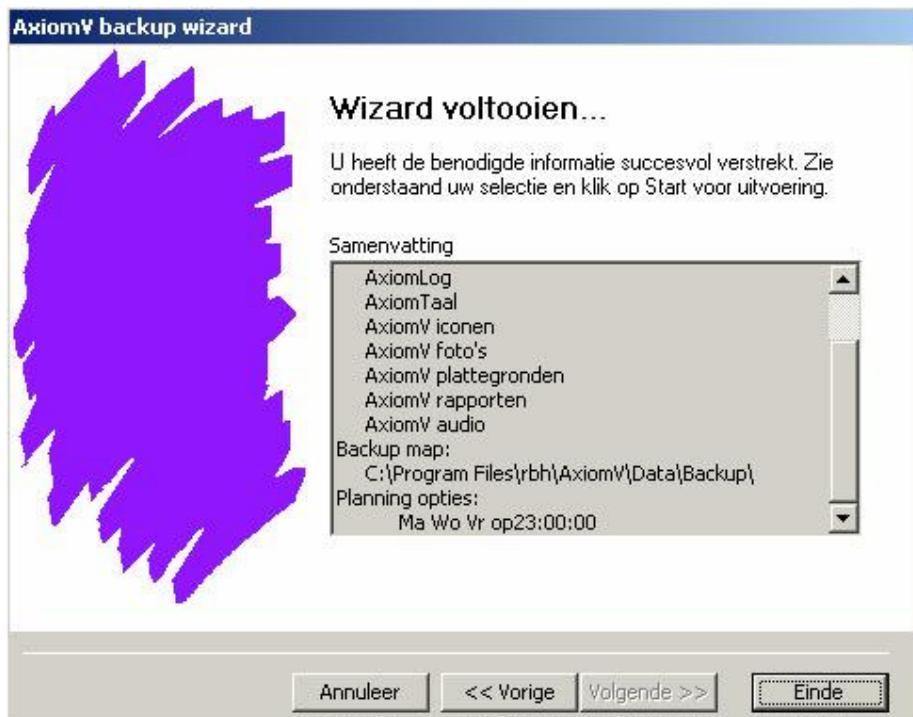 AxiomV backup wizard
Wizard voltooien...
U heeft de benodigde informatie succesvol verstrekt. Zie
onderstaand uw selectie en klik op Start voor uitvoering.
Samenvatting
AxiomLog
AxiomTaal
AxiomV iconen
AxiomV foto's
AxiomV plattegronden
AxiomV rapporten
AxiomV audio
Backup map:
C:\Program Files\rbh\AxiomV\Data\Backup\
Planning opties:
Ma Wo Vr op23:00:00
Annuleer
<< Vorige
Volgende >>
Einde